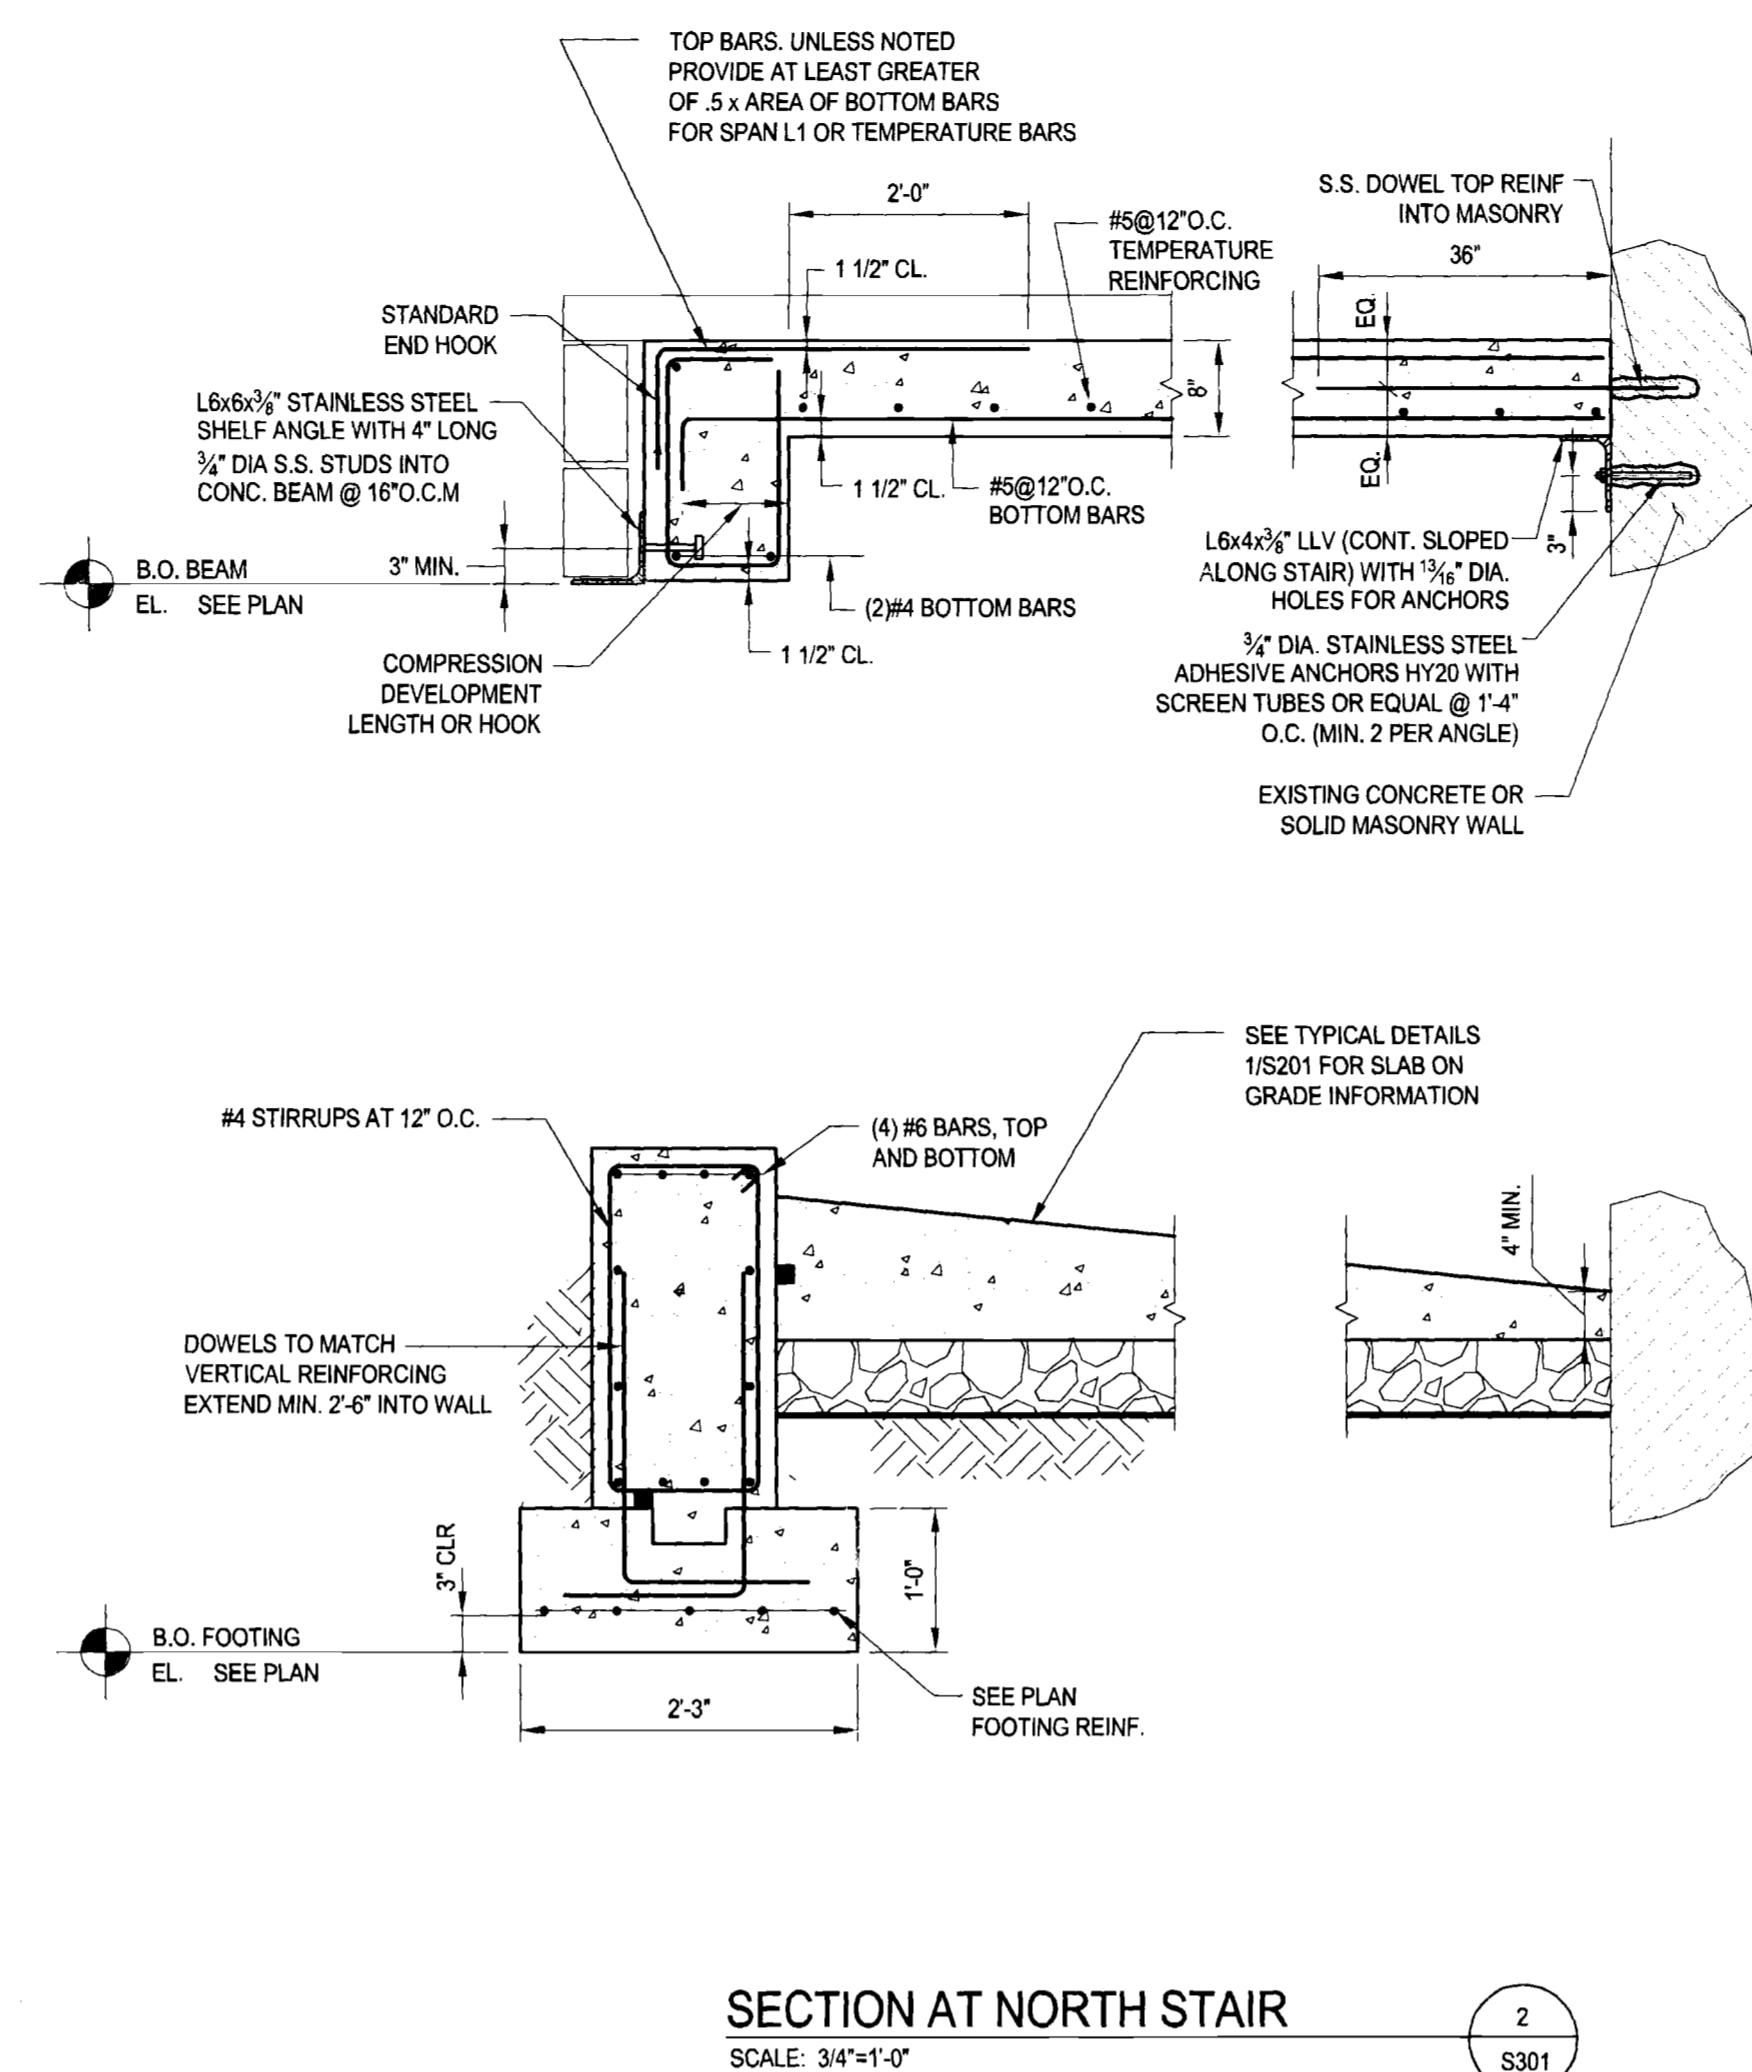 TOP BARS. UNLESS NOTED
PROVIDE AT LEAST GREATER
OF .5 x AREA OF BOTTOM BARS
FOR SPAN L1 OR TEMPERATURE BARS
2'-0"
#5@12"O.C.
TEMPERATURE
REINFORCING
1 1/2" CL.
S.S. DOWEL TOP REINF
INTO MASONRY
36"
STANDARD
END HOOK
EQ.
8"
L6x6x3/8" STAINLESS STEEL
SHELF ANGLE WITH 4" LONG
3/4" DIA S.S. STUDS INTO
CONC. BEAM @ 16"O.C.M
EQ.
1 1/2" CL.
#5@12"O.C.
BOTTOM BARS
3"
L6x4x3/8" LLV (CONT. SLOPED
ALONG STAIR) WITH 13/16" DIA.
HOLES FOR ANCHORS
B.O. BEAM
EL. SEE PLAN
3" MIN.
(2)#4 BOTTOM BARS
1 1/2" CL.
COMPRESSION
DEVELOPMENT
LENGTH OR HOOK
3/4" DIA. STAINLESS STEEL
ADHESIVE ANCHORS HY20 WITH
SCREEN TUBES OR EQUAL @ 1'-4"
O.C. (MIN. 2 PER ANGLE)
EXISTING CONCRETE OR
SOLID MASONRY WALL
SEE TYPICAL DETAILS
1/S201 FOR SLAB ON
GRADE INFORMATION
#4 STIRRUPS AT 12" O.C.
(4) #6 BARS, TOP
AND BOTTOM
4" MIN.
DOWELS TO MATCH
VERTICAL REINFORCING
EXTEND MIN. 2'-6" INTO WALL
3" CLR
1'-0"
B.O. FOOTING
EL. SEE PLAN
2'-3"
SEE PLAN
FOOTING REINF.
SECTION AT NORTH STAIR
SCALE: 3/4"=1'-0"
2
S301